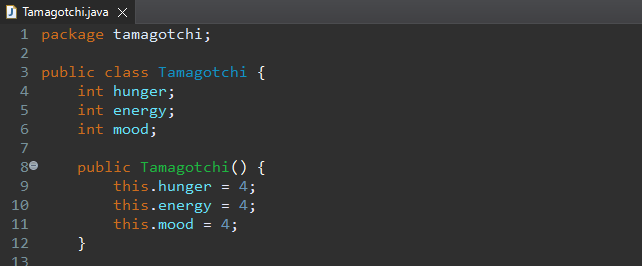 Tamagotchi.java
1 package tamagotchi;
2
3 public class Tamagotchi {
4     int hunger;
5     int energy;
6     int mood;
7
8     public Tamagotchi() {
9         this.hunger = 4;
10         this.energy = 4;
11         this.mood = 4;
12     }
13